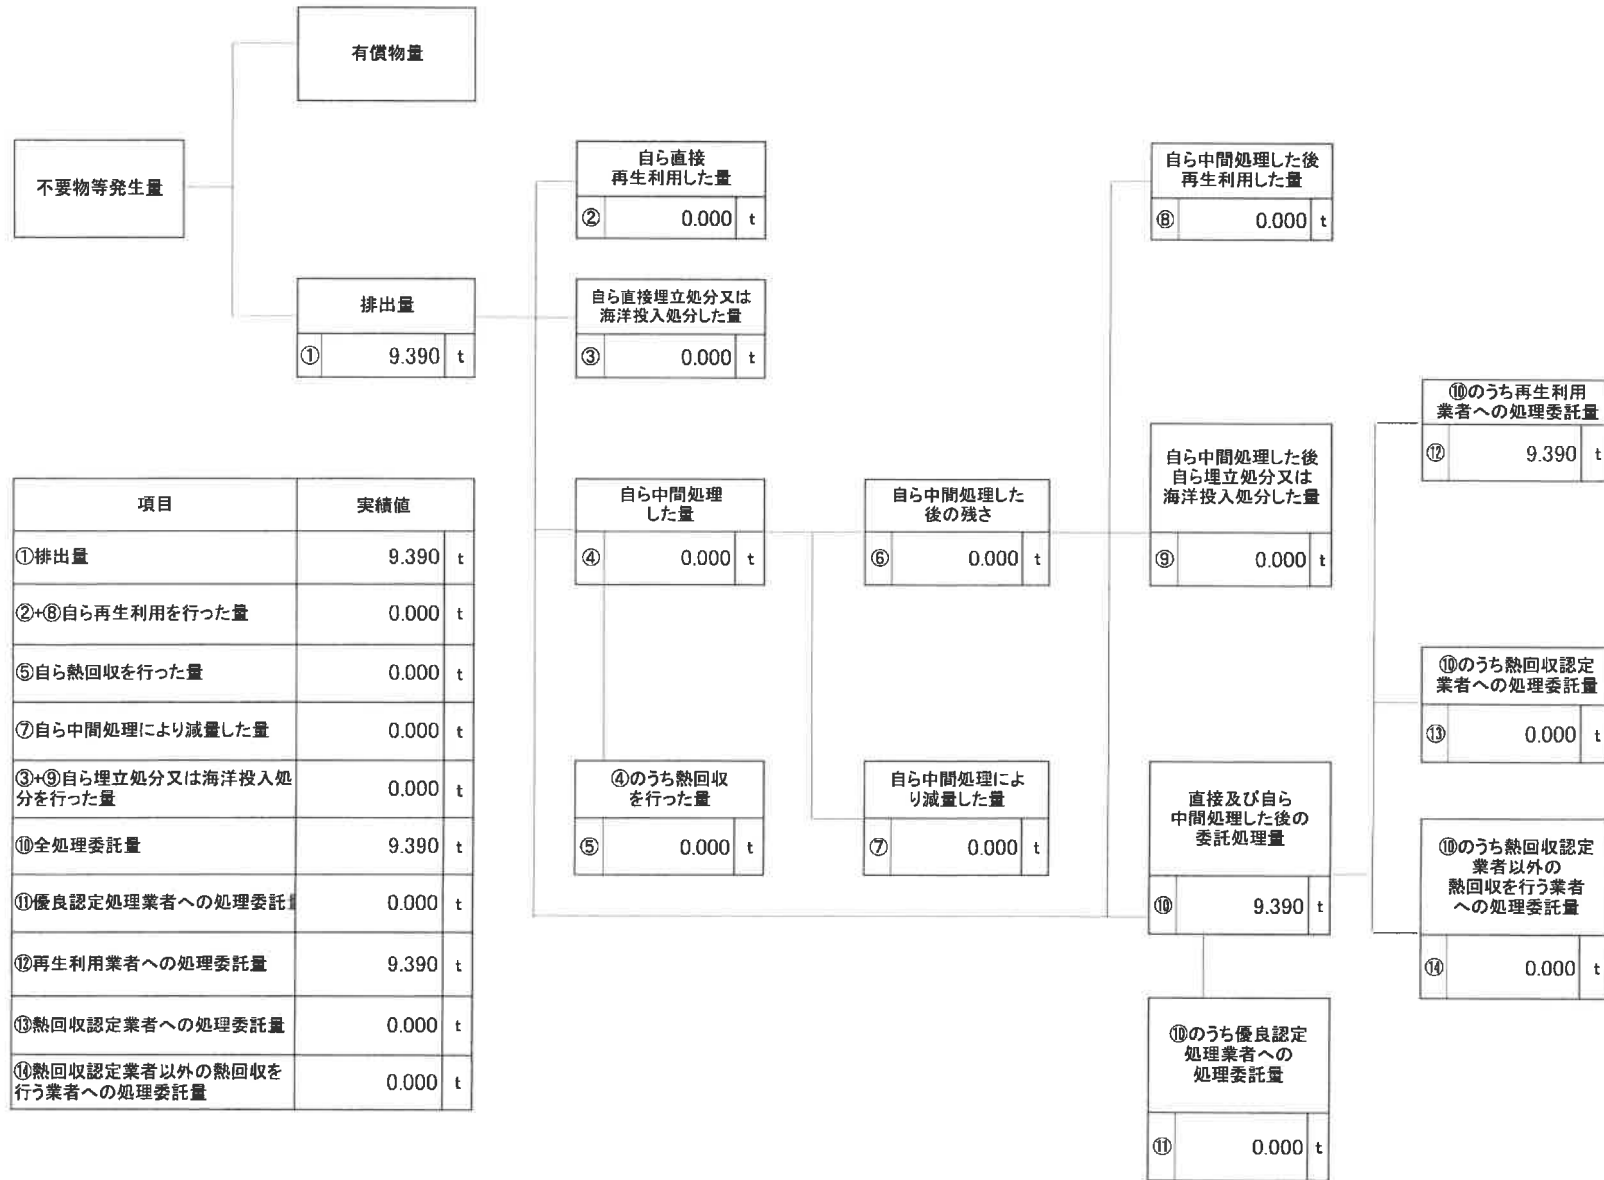 有償物量
不要物等発生量
排出量
① 9.390 t
自ら直接
再生利用した量
② 0.000 t
自ら直接埋立処分又は
海洋投入処分した量
③ 0.000 t
自ら中間処理
した量
④ 0.000 t
④のうち熱回収
を行った量
⑤ 0.000 t
自ら中間処理した
後の残さ
⑥ 0.000 t
自ら中間処理によ
り減量した量
⑦ 0.000 t
自ら中間処理した後
再生利用した量
⑧ 0.000 t
自ら中間処理した後
自ら埋立処分又は
海洋投入処分した量
⑨ 0.000 t
直接及び自ら
中間処理した後の
委託処理量
⑩ 9.390 t
⑩のうち優良認定
処理業者への
処理委託量
⑪ 0.000 t
⑩のうち再生利用
業者への処理委託量
⑫ 9.390 t
⑩のうち熱回収認定
業者への処理委託量
⑬ 0.000 t
⑩のうち熱回収認定
業者以外の
熱回収を行う業者
への処理委託量
⑭ 0.000 t
項目 実績値
①排出量 9.390 t
②+⑧自ら再生利用を行った量 0.000 t
⑤自ら熱回収を行った量 0.000 t
⑦自ら中間処理により減量した量 0.000 t
③+⑨自ら埋立処分又は海洋投入処
分を行った量 0.000 t
⑩全処理委託量 9.390 t
⑪優良認定処理業者への処理委託 0.000 t
⑫再生利用業者への処理委託量 9.390 t
⑬熱回収認定業者への処理委託量 0.000 t
⑭熱回収認定業者以外の熱回収を
行う業者への処理委託量 0.000 t